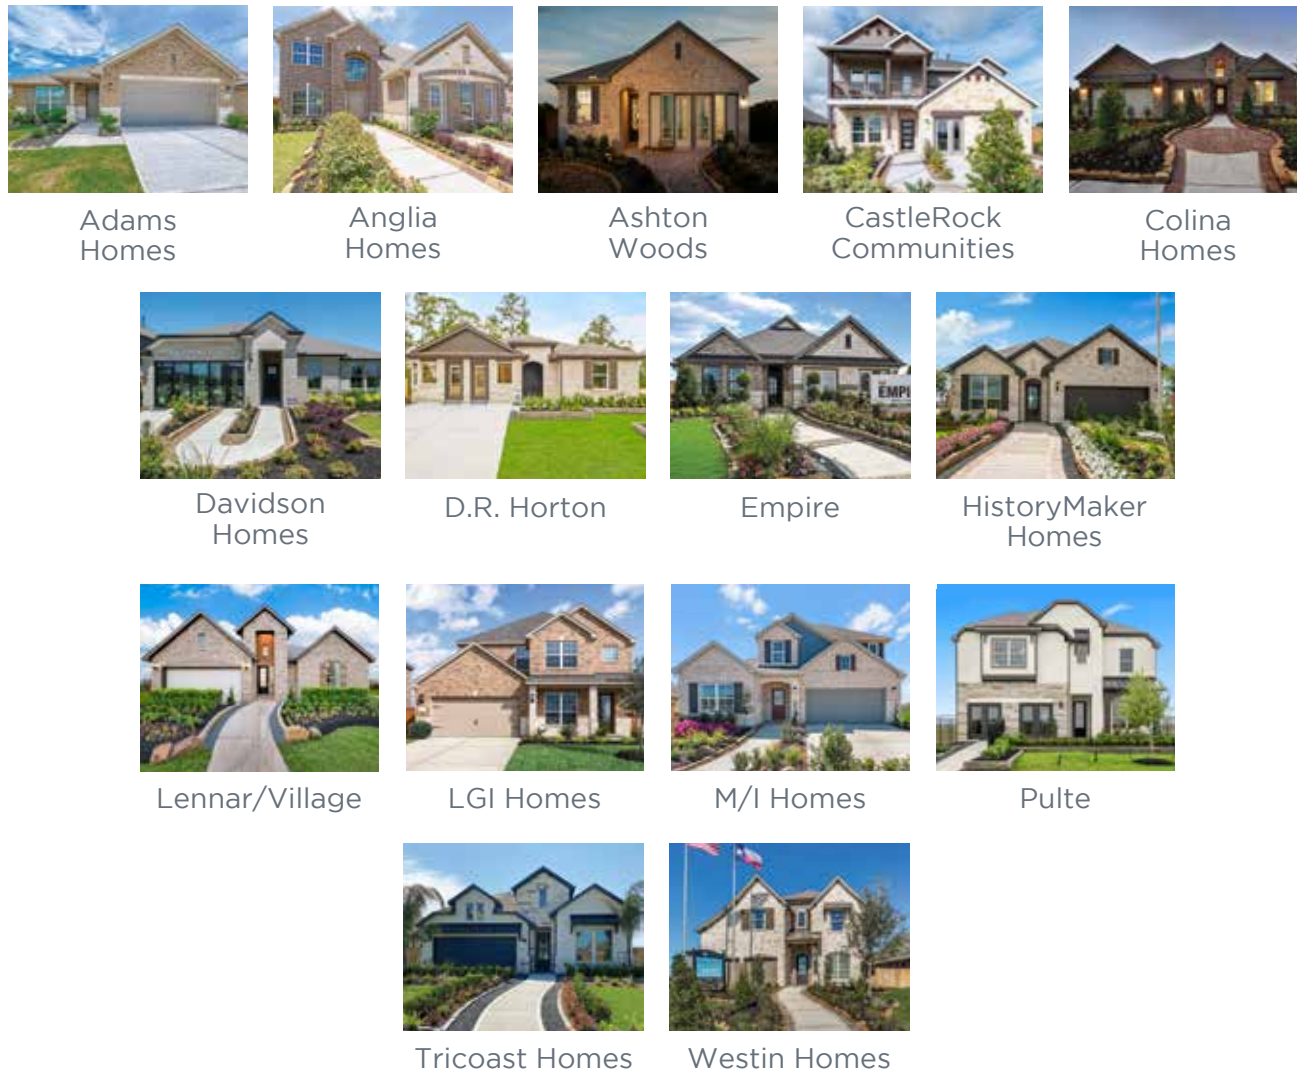 Adams
Homes
Anglia
Homes
Ashton
Woods
CastleRock
Communities
Colina
Homes
Davidson
Homes
D.R. Horton
EMPI
Empire
HistoryMaker
Homes
Lennar/Village
LGI Homes
M/I Homes
Pulte
Tricoast Homes
Westin Homes